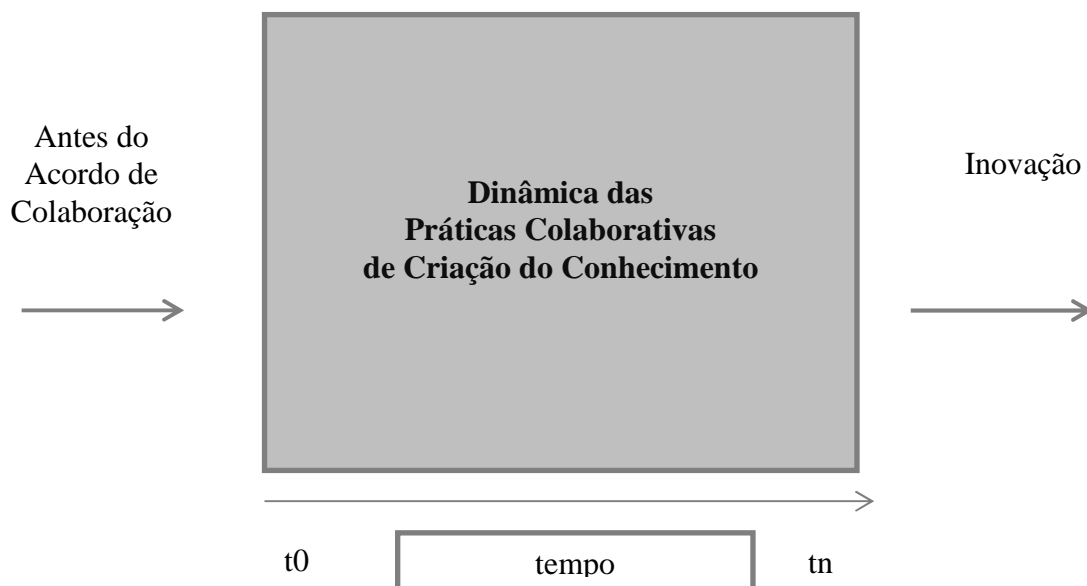 Antes do
Acordo de
Colaboração
Dinâmica das
Práticas Colaborativas
de Criação do Conhecimento
Inovação
t0
tempo
tn